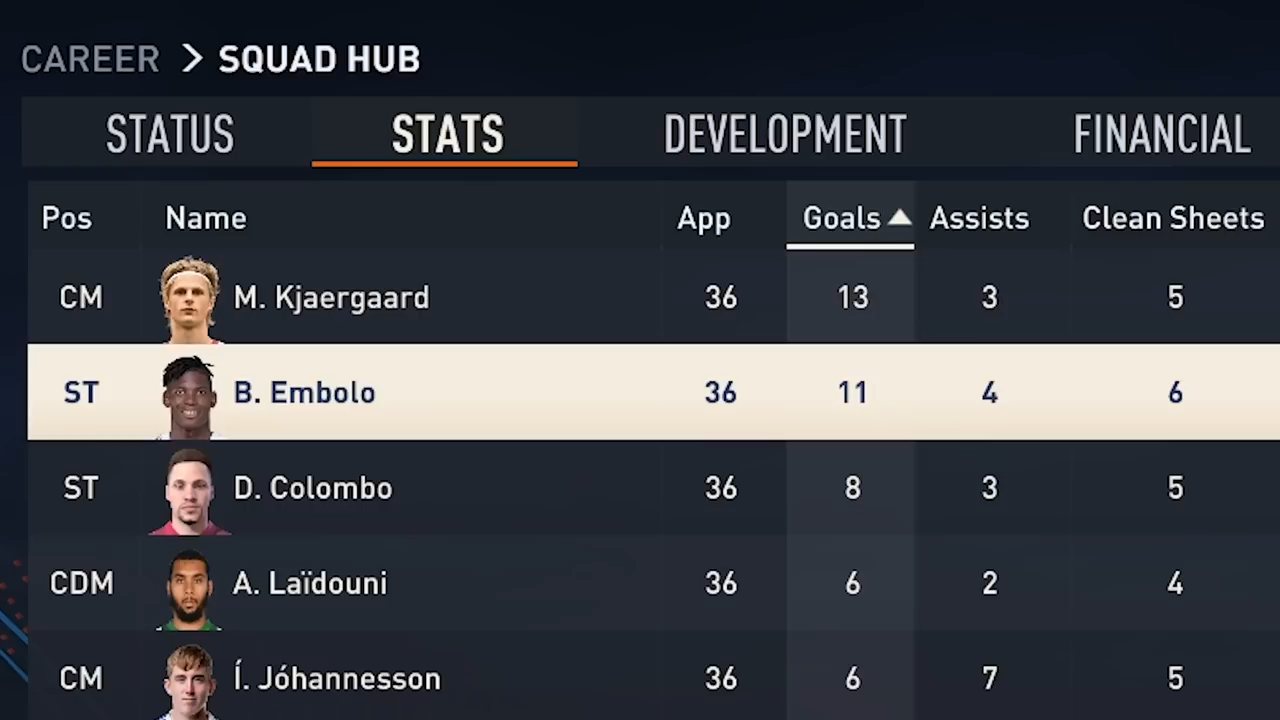 CAREER > SQUAD HUB
STATUS STATS DEVELOPMENT FINANCIAL
Pos Name App Goals Assists Clean Sheets
CM M. Kjaergaard 36 13 3 5
ST B. Embolo 36 11 4 6
ST D. Colombo 36 8 3 5
CDM A. Laïdouni 36 6 2 4
CM Í. Jóhannesson 36 6 7 5